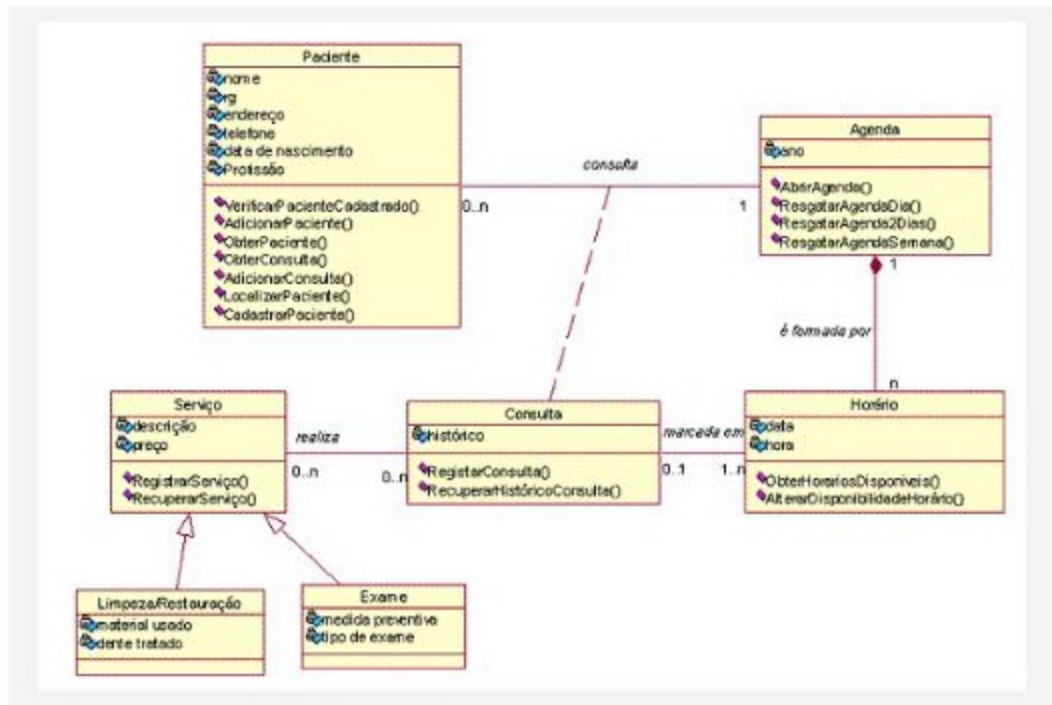 Paciente
nome
rg
endereço
telefone
data de nascimento
Profissão
VerificarPacienteCadastrado()
AdicionarPaciente()
ObterPaciente()
ObterConsulta()
AdicionarConsulta()
LocalizarPaciente()
CadastrarPaciente()
consulta
0..n
1
Agenda
ano
AbrirAgenda()
ResgatarAgendaDia()
ResgatarAgenda2Dias()
ResgatarAgendaSemana()
1
é formada por
n
Serviço
descrição
preço
RegistrarServiço()
RecuperarServiço()
realiza
0..n
0..n
Consulta
histórico
RegistarConsulta()
RecuperarHistóricoConsulta()
marcada em
0..1
1..n
Horário
data
hora
ObterHorariosDisponíveis()
AlterarDisponibilidadeHorário()
Limpeza/Restauração
material usado
dente tratado
Exame
medida preventiva
tipo de exame